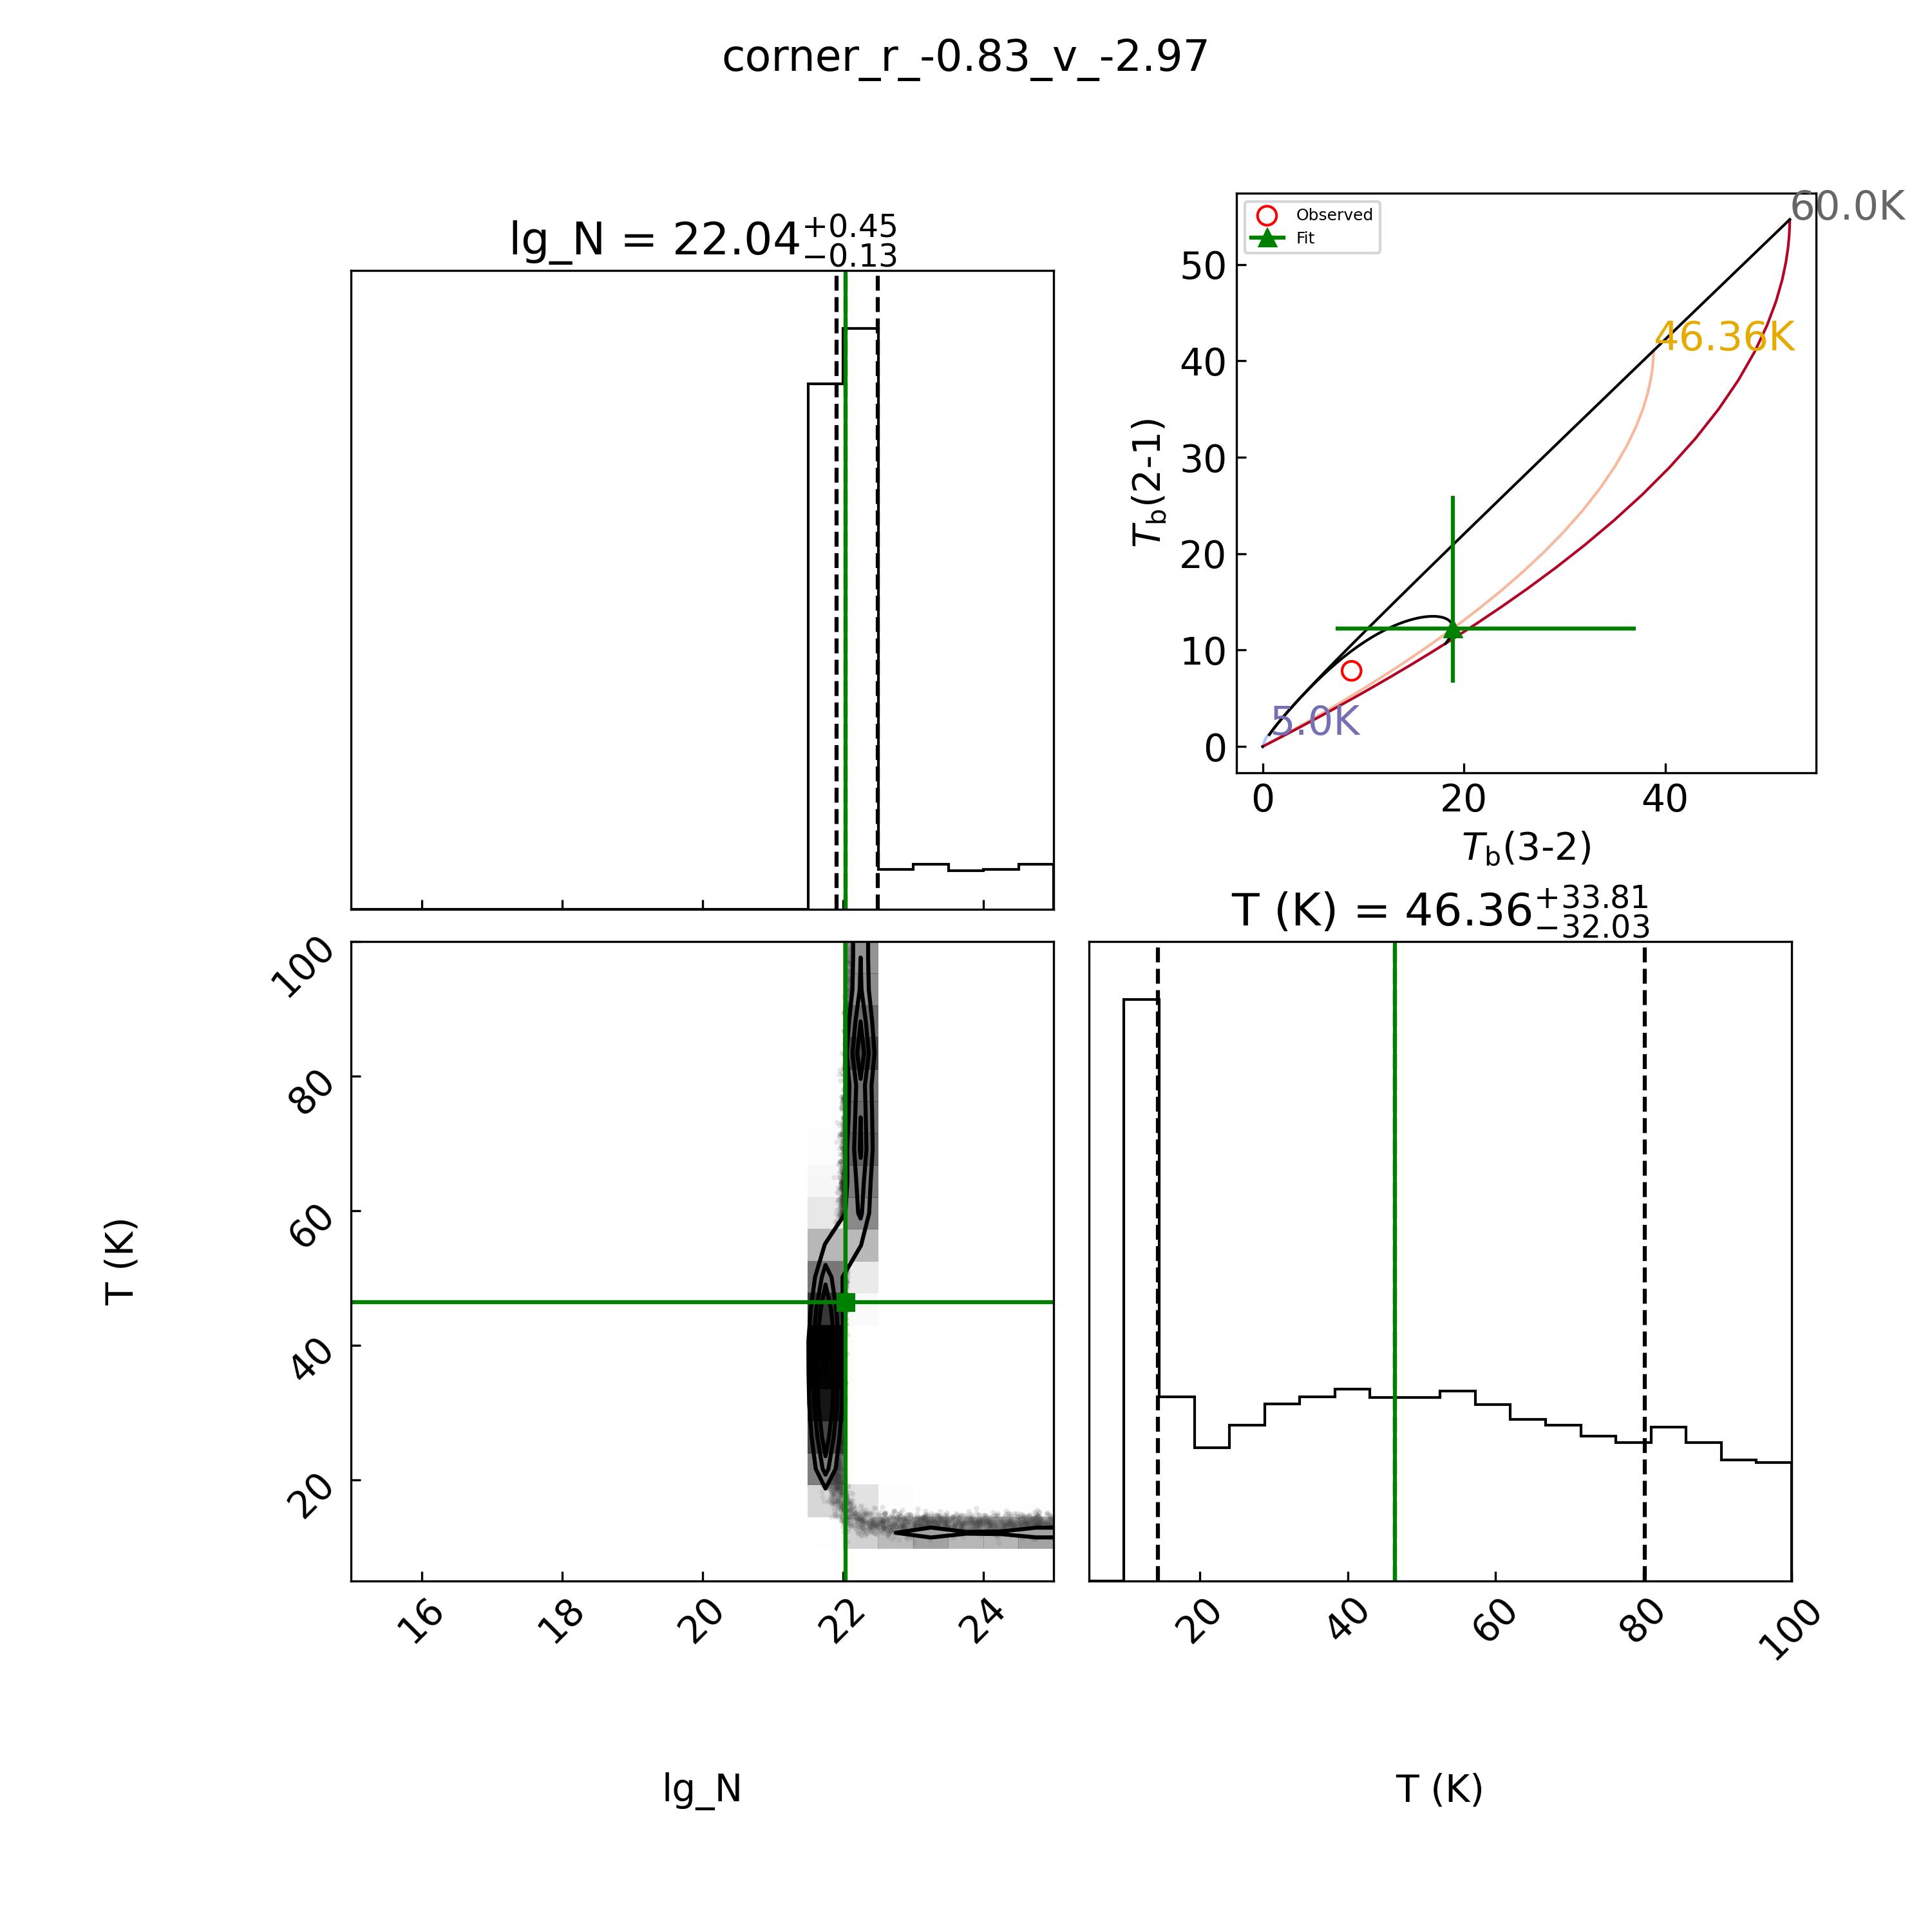 corner_r_-0.83_v_-2.97
lg_N = 22.04+0.45−0.13
Observed
Fit
60.0K
46.36K
5.0K
50
40
30
20
10
0
Tb(2-1)
0 20 40
Tb(3-2)
T (K) = 46.36+33.81−32.03
100
80
60
40
20
T (K)
16 18 20 22 24
20 40 60 80 100
lg_N
T (K)